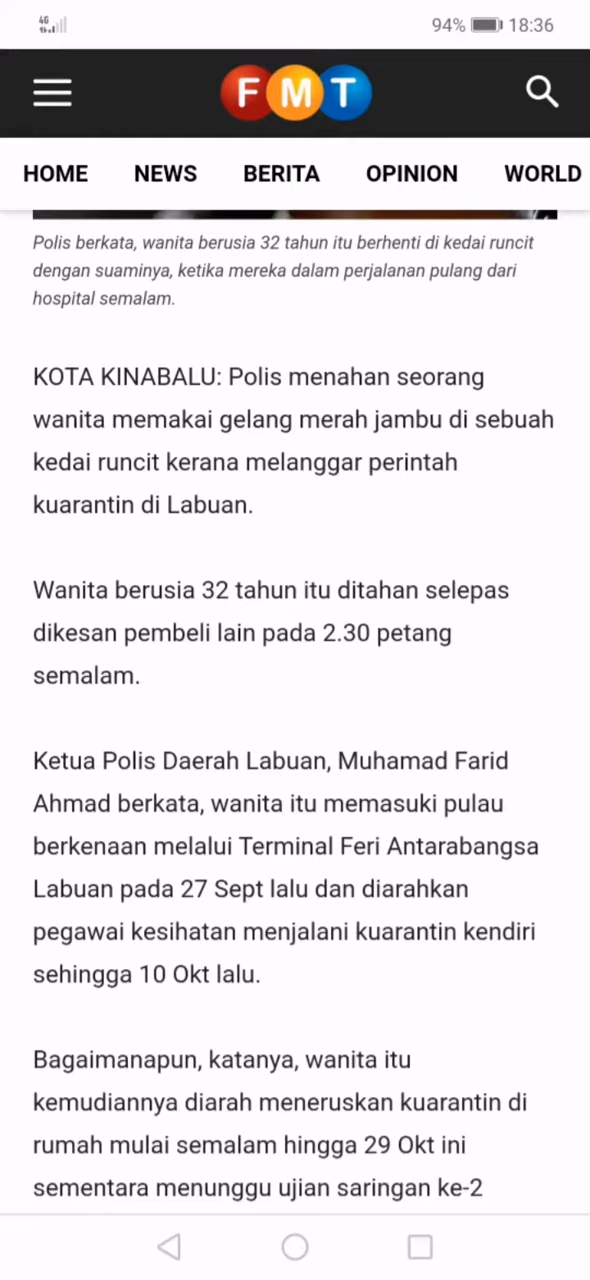 4G
94% 18:36
F M T
HOME NEWS BERITA OPINION WORLD
Polis berkata, wanita berusia 32 tahun itu berhenti di kedai runcit
dengan suaminya, ketika mereka dalam perjalanan pulang dari
hospital semalam.
KOTA KINABALU: Polis menahan seorang
wanita memakai gelang merah jambu di sebuah
kedai runcit kerana melanggar perintah
kuarantin di Labuan.
Wanita berusia 32 tahun itu ditahan selepas
dikesan pembeli lain pada 2.30 petang
semalam.
Ketua Polis Daerah Labuan, Muhamad Farid
Ahmad berkata, wanita itu memasuki pulau
berkenaan melalui Terminal Feri Antarabangsa
Labuan pada 27 Sept lalu dan diarahkan
pegawai kesihatan menjalani kuarantin kendiri
sehingga 10 Okt lalu.
Bagaimanapun, katanya, wanita itu
kemudiannya diarah meneruskan kuarantin di
rumah mulai semalam hingga 29 Okt ini
sementara menunggu ujian saringan ke-2